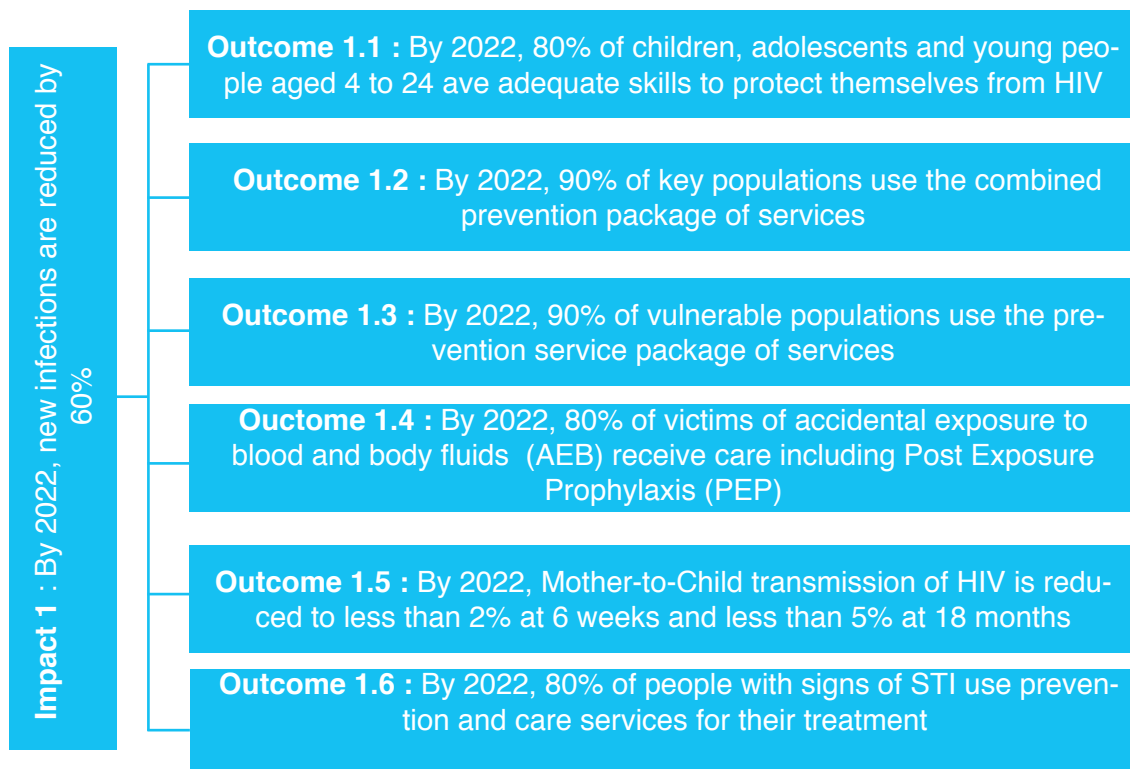 Impact 1 : By 2022, new infections are reduced by
60%
Outcome 1.1 : By 2022, 80% of children, adolescents and young peo-
ple aged 4 to 24 ave adequate skills to protect themselves from HIV
Outcome 1.2 : By 2022, 90% of key populations use the combined
prevention package of services
Outcome 1.3 : By 2022, 90% of vulnerable populations use the pre-
vention service package of services
Ouctome 1.4 : By 2022, 80% of victims of accidental exposure to
blood and body fluids (AEB) receive care including Post Exposure
Prophylaxis (PEP)
Outcome 1.5 : By 2022, Mother-to-Child transmission of HIV is redu-
ced to less than 2% at 6 weeks and less than 5% at 18 months
Outcome 1.6 : By 2022, 80% of people with signs of STI use preven-
tion and care services for their treatment